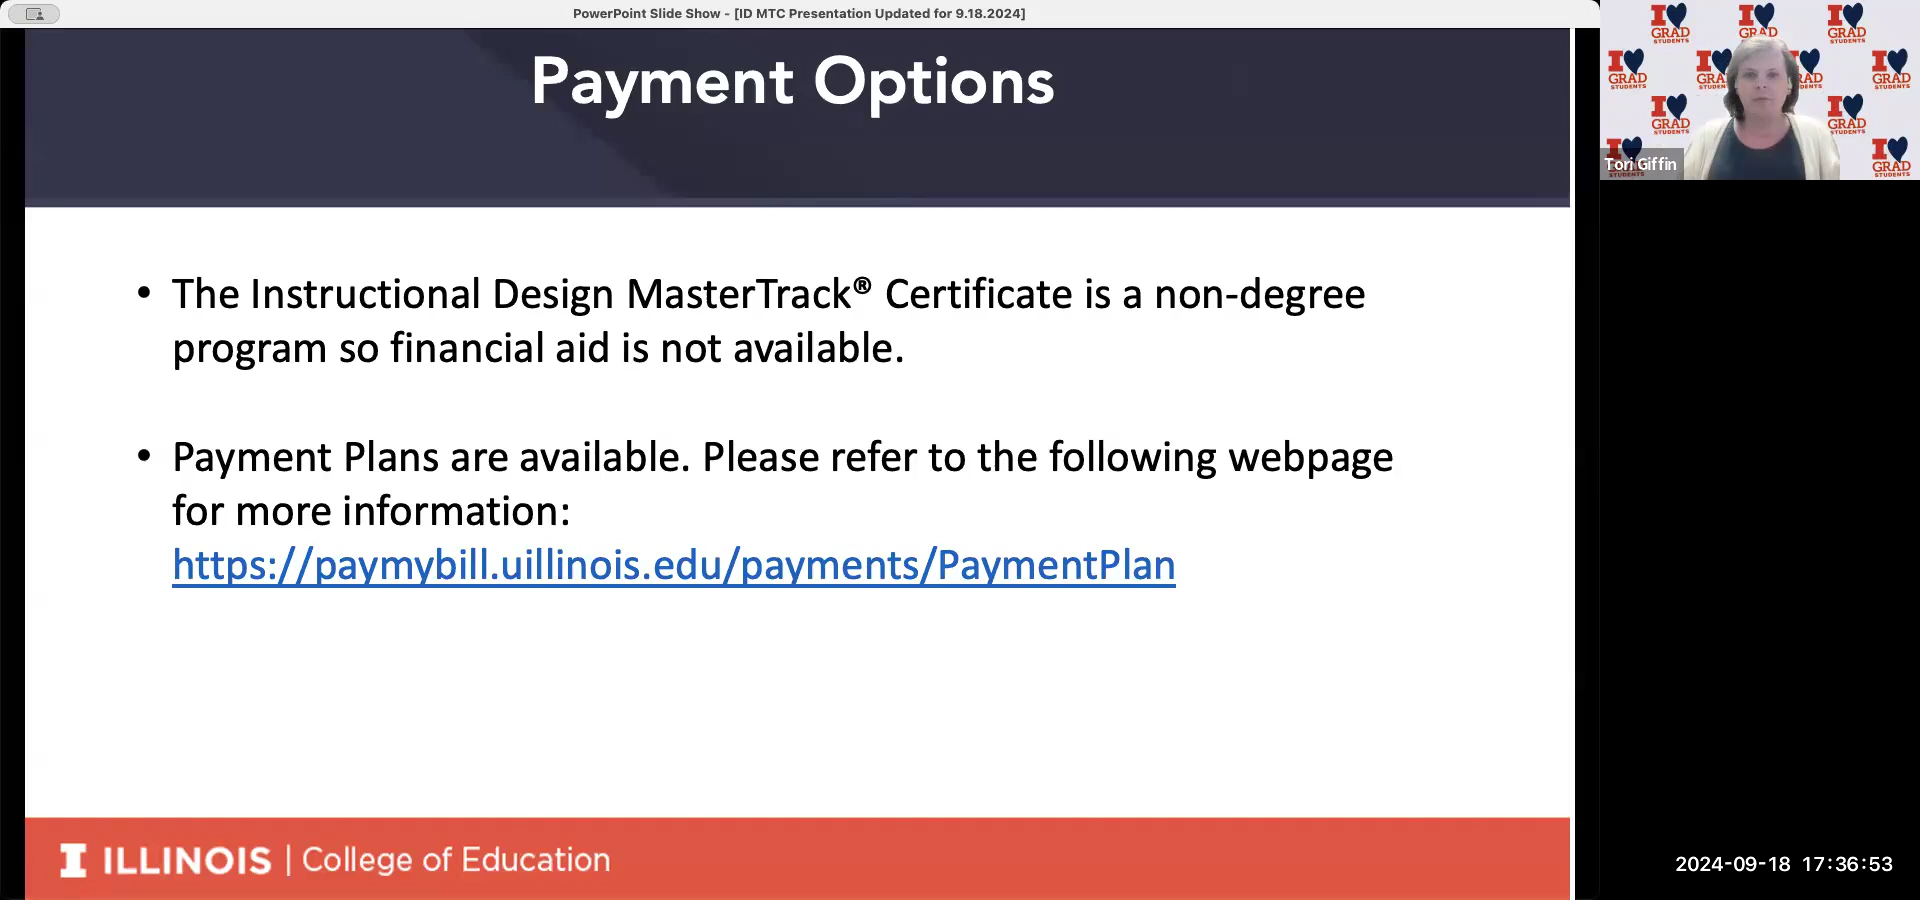 PowerPoint Slide Show - [ID MTC Presentation Updated for 9.18.2024]
Payment Options
• The Instructional Design MasterTrack® Certificate is a non-degree
program so financial aid is not available.
• Payment Plans are available. Please refer to the following webpage
for more information:
https://paymybill.uillinois.edu/payments/PaymentPlan
I ILLINOIS | College of Education
I GRAD STUDENTS
Tori Giffin
2024-09-18 17:36:53